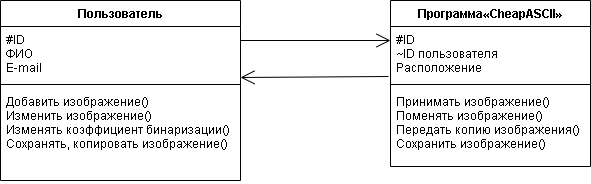 Пользователь
#ID
ФИО
E-mail
Добавить изображение()
Изменить изображение()
Изменять коэффициент бинаризации()
Сохранять, копировать изображение()
Программа«CheapASCII»
#ID
~ID пользователя
Расположение
Принимать изображение()
Поменять изображение()
Передать копию изображения()
Сохранить изображение()